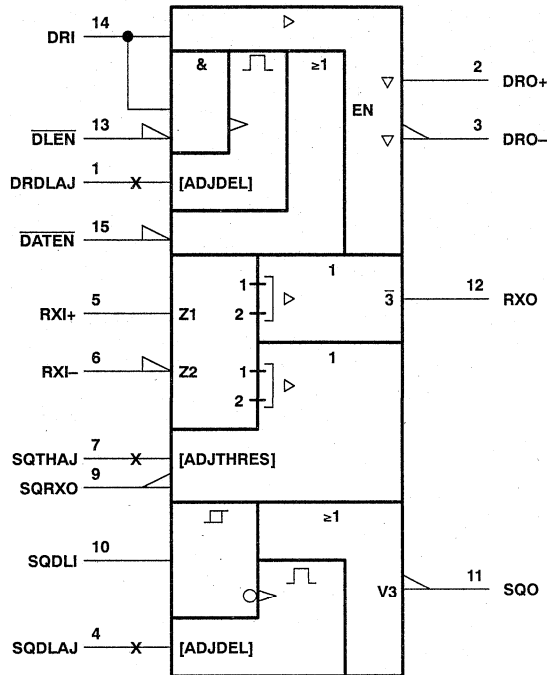 DRI 14
& ≥1
2 DRO+
EN
13 DLEN
3 DRO–
DRDLAJ 1 X [ADJDEL]
DATEN 15
1
1
RXI+ 5 Z1 2 3 12 RXO
1
RXI– 6 Z2 1
2
SQTHAJ 7 X [ADJTHRES]
SQRXO 9
≥1
SQDLI 10
V3 11 SQO
SQDLAJ 4 X [ADJDEL]